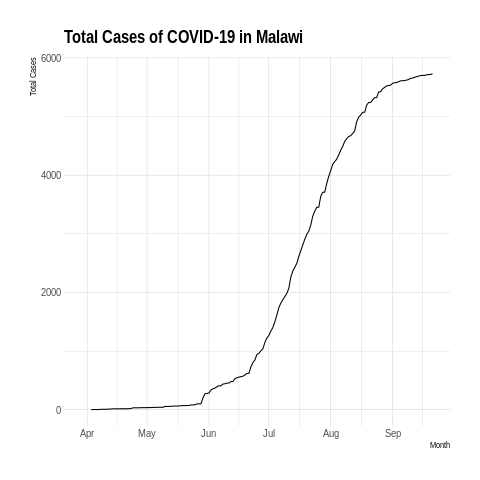 Total Cases of COVID-19 in Malawi
Total Cases
6000
4000
2000
0
Apr May Jun Jul Aug Sep
Month